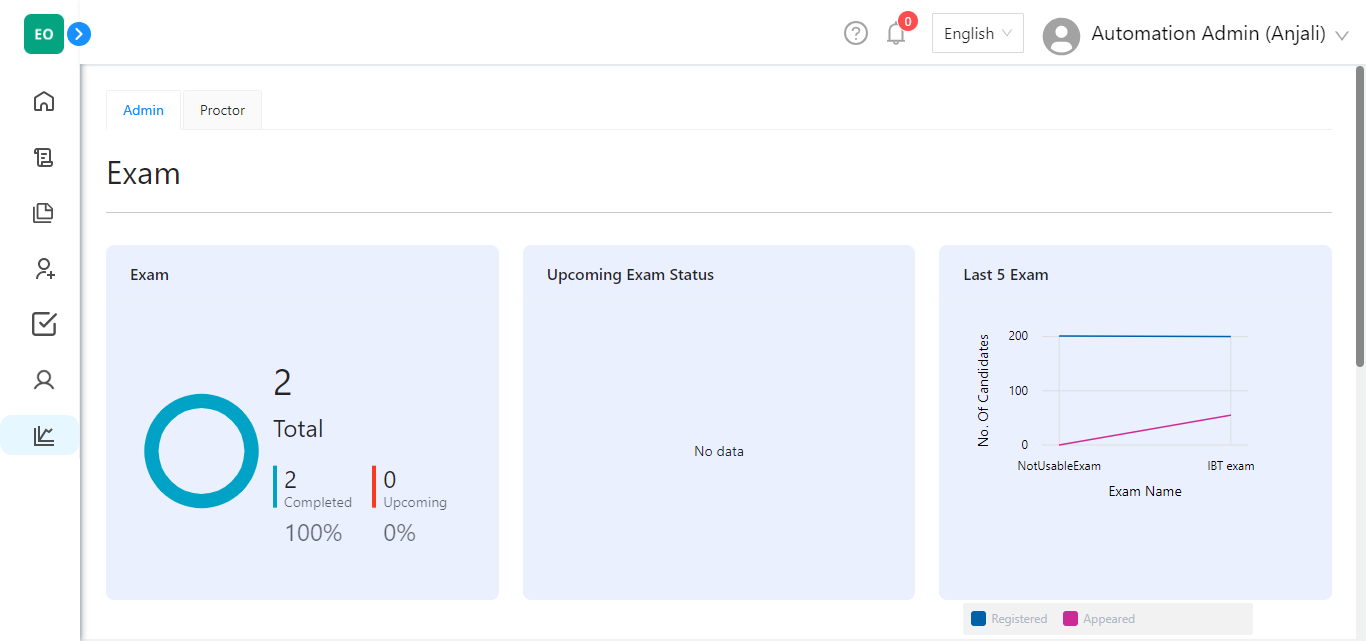 EO
0
English
Automation Admin (Anjali)
Admin
Proctor
Exam
Exam
2
Total
2
Completed
100%
0
Upcoming
0%
Upcoming Exam Status
No data
Last 5 Exam
No. Of Candidates
200
100
0
NotUsableExam
IBT exam
Exam Name
Registered
Appeared